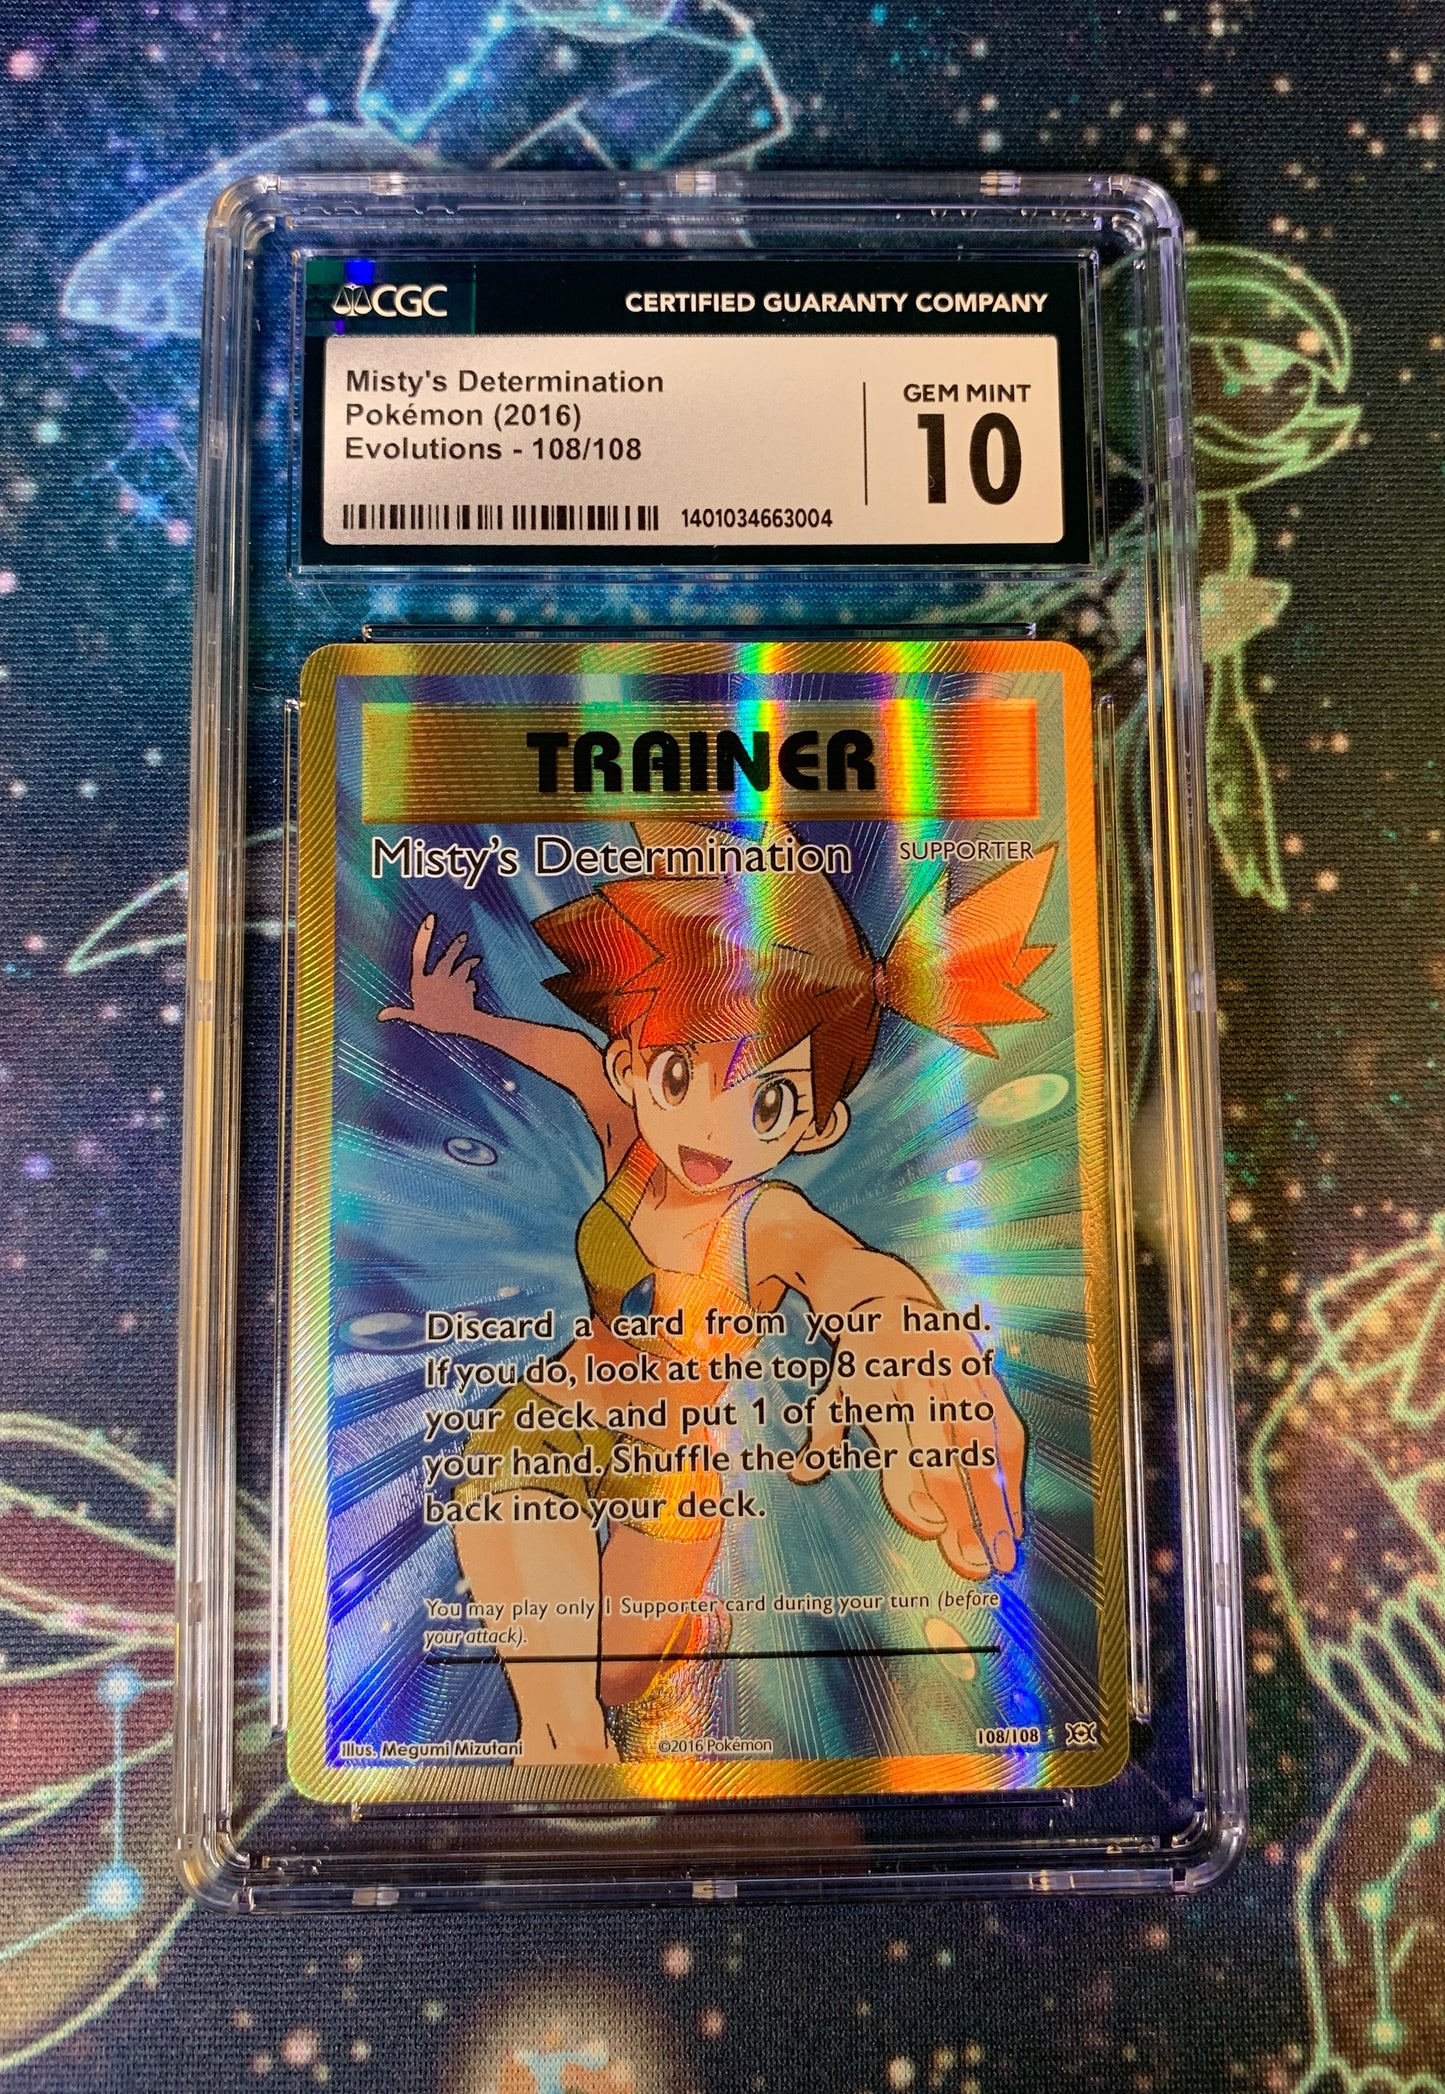 CGC CERTIFIED GUARANTY COMPANY
Misty's Determination
Pokémon (2016)
Evolutions - 108/108
GEM MINT
10
1401034663004
TRAINER
Misty's Determination SUPPORTER
Discard a card from your hand.
If you do, look at the top 8 cards of
your deck and put 1 of them into
your hand. Shuffle the other cards
back into your deck.
You may play only 1 Supporter card during your turn (before
your attack).
illus. Megumi Mizutani ©2016 Pokémon 108/108